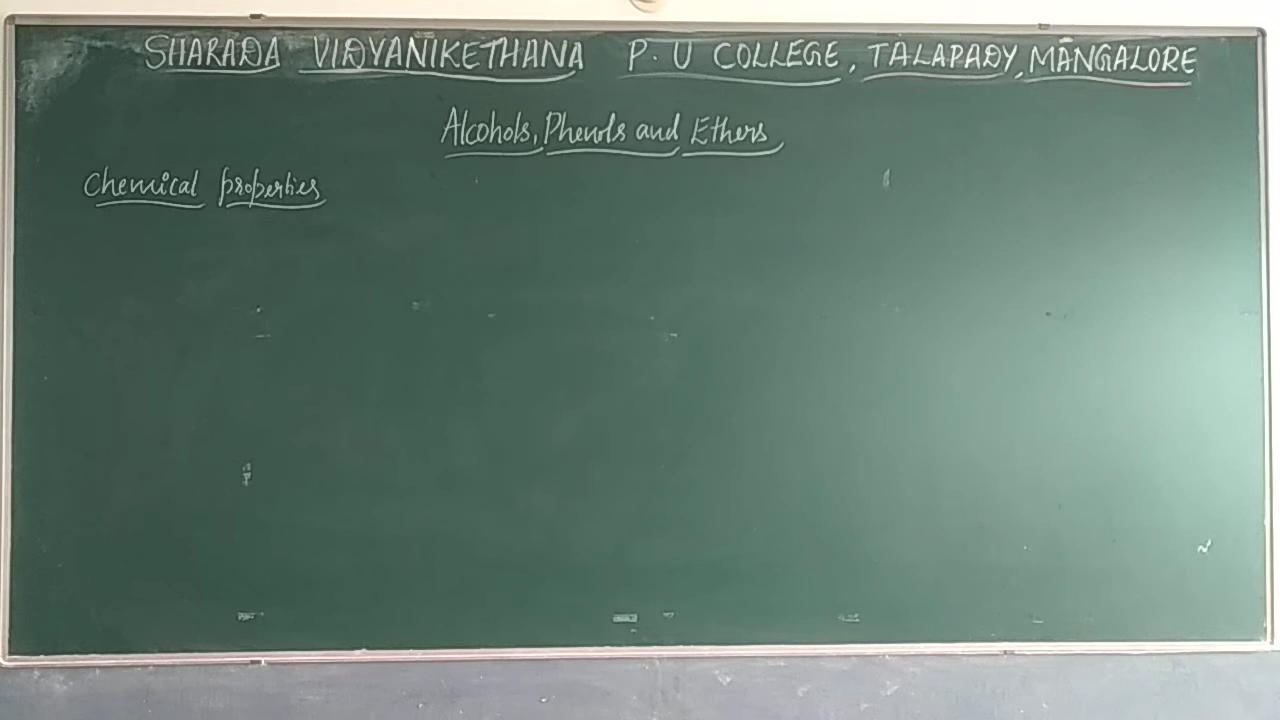 SHARADA VIDYANIKETHANA P.U COLLEGE, TALAPADY, MANGALORE
Alcohols, Phenols and Ethers
Chemical properties